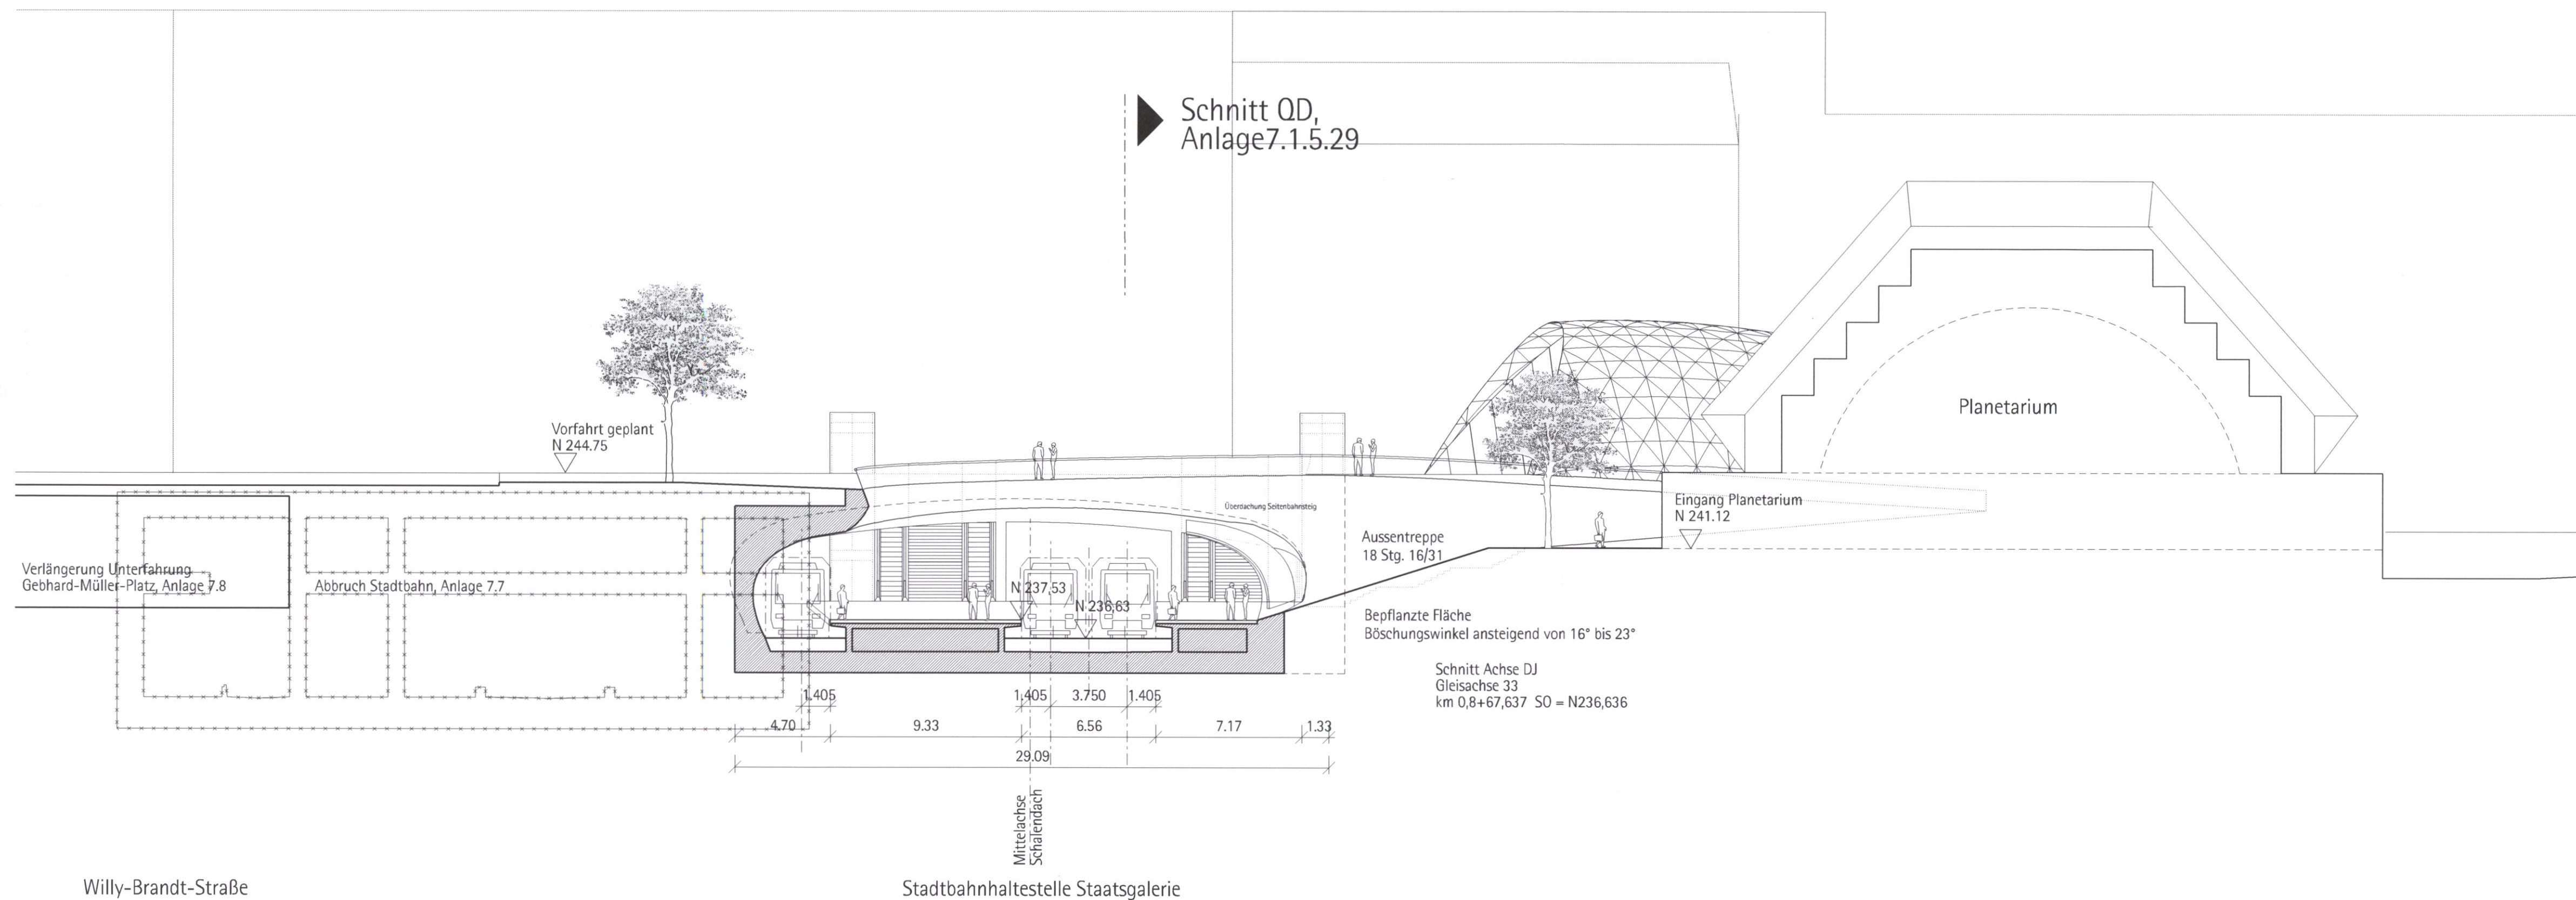 Schnitt QD,
Anlage7.1.5.29
Vorfahrt geplant
N 244.75
Planetarium
Überdachung Seitenbahnsteig
Eingang Planetarium
N 241.12
Aussentreppe
18 Stg. 16/31
Verlängerung Unterfahrung
Gebhard-Müller-Platz, Anlage 7.8
Abbruch Stadtbahn, Anlage 7.7
N 237,53
N 236,63
Bepflanzte Fläche
Böschungswinkel ansteigend von 16° bis 23°
Schnitt Achse DJ
Gleisachse 33
km 0,8+67,637 SO = N236,636
1.405 1.405 3.750 1.405
4.70 9.33 6.56 7.17 1.33
29.09
Mittelachse
Schalendach
Willy-Brandt-Straße
Stadtbahnhaltestelle Staatsgalerie